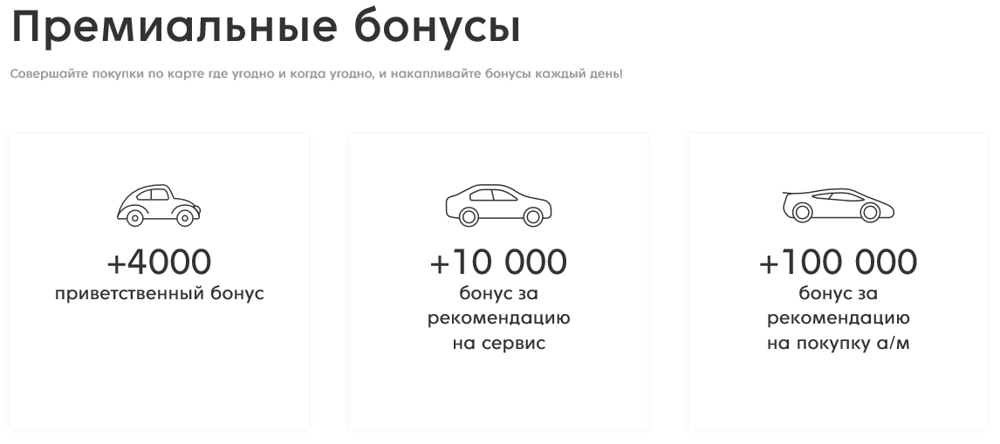 Премиальные бонусы
Совершайте покупки по карте где угодно и когда угодно, и накапливайте бонусы каждый день!
+4000
приветственный бонус
+10 000
бонус за
рекомендацию
на сервис
+100 000
бонус за
рекомендацию
на покупку а/м